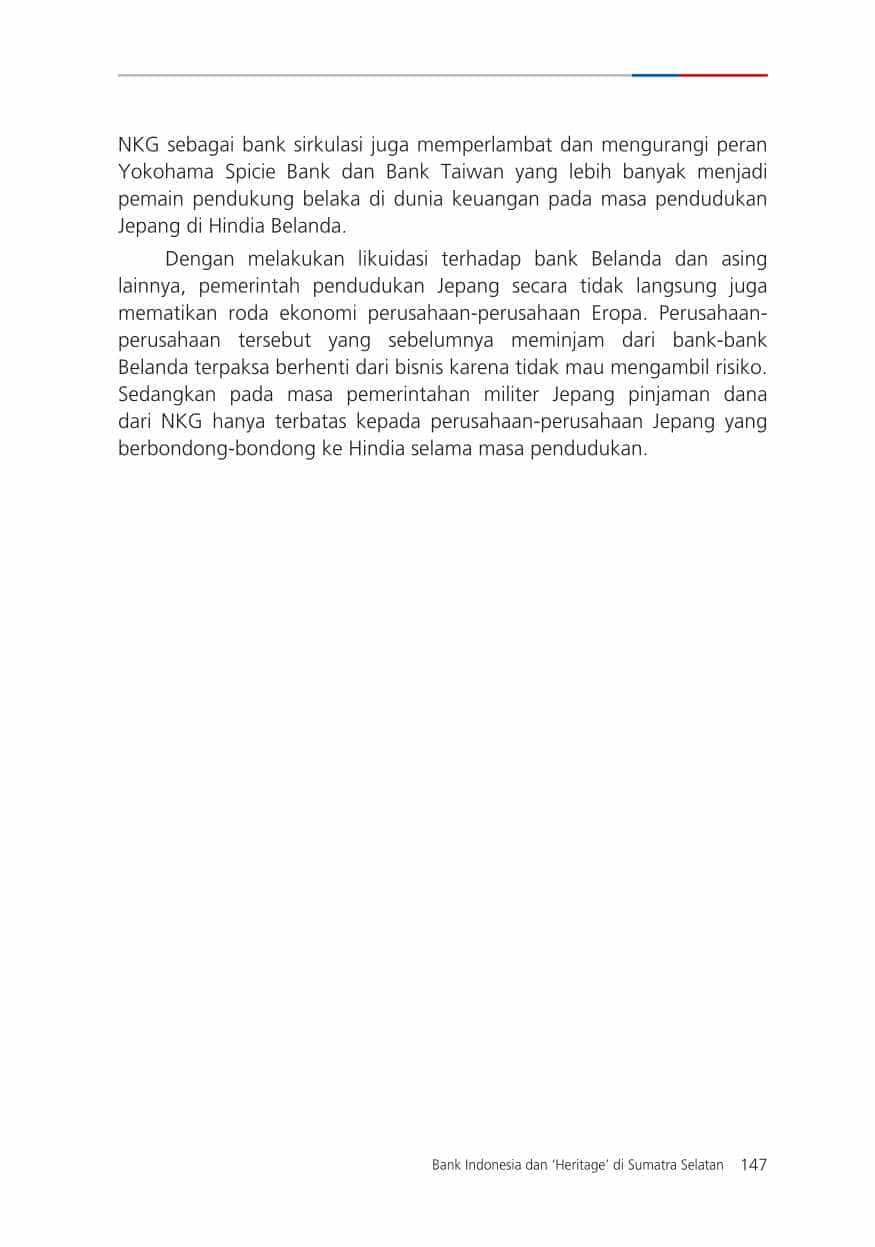 NKG sebagai bank sirkulasi juga memperlambat dan mengurangi peran
Yokohama Spicie Bank dan Bank Taiwan yang lebih banyak menjadi
pemain pendukung belaka di dunia keuangan pada masa pendudukan
Jepang di Hindia Belanda.
Dengan melakukan likuidasi terhadap bank Belanda dan asing
lainnya, pemerintah pendudukan Jepang secara tidak langsung juga
mematikan roda ekonomi perusahaan-perusahaan Eropa. Perusahaan-
perusahaan tersebut yang sebelumnya meminjam dari bank-bank
Belanda terpaksa berhenti dari bisnis karena tidak mau mengambil risiko.
Sedangkan pada masa pemerintahan militer Jepang pinjaman dana
dari NKG hanya terbatas kepada perusahaan-perusahaan Jepang yang
berbondong-bondong ke Hindia selama masa pendudukan.
Bank Indonesia dan ‘Heritage’ di Sumatra Selatan 147